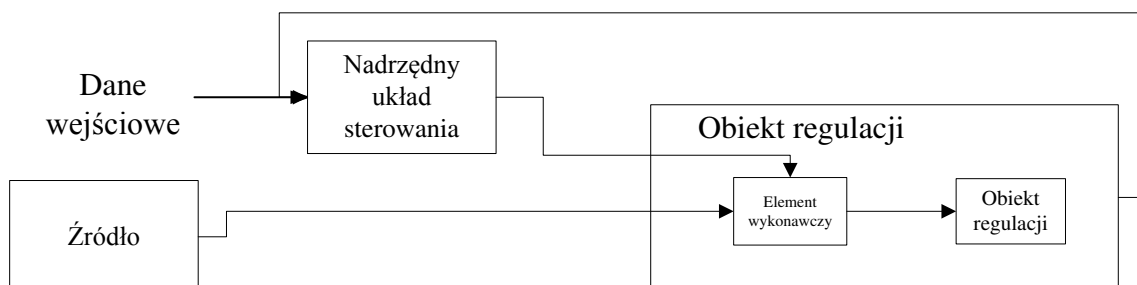 Dane
wejściowe
Nadrzędny
układ
sterowania
Obiekt regulacji
Źródło
Element
wykonawczy
Obiekt
regulacji